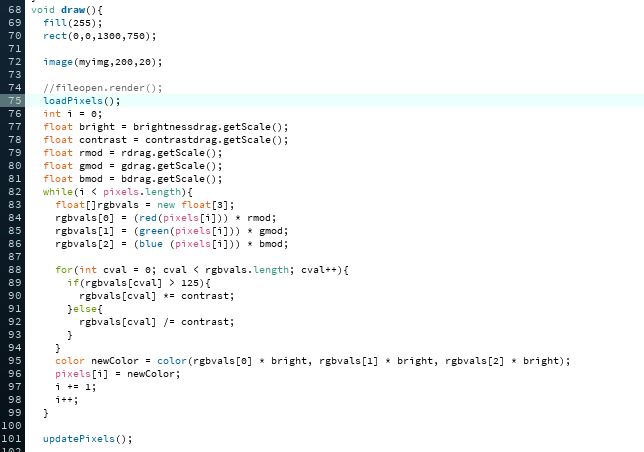 68 void draw(){
69 fill(255);
70 rect(0,0,1300,750);
71
72 image(myimg,200,20);
73
74 //fileopen.render();
75 loadPixels();
76 int i = 0;
77 float bright = brightnessdrag.getScale();
78 float contrast = contrastdrag.getScale();
79 float rmod = rdrag.getScale();
80 float gmod = gdrag.getScale();
81 float bmod = bdrag.getScale();
82 while(i < pixels.length){
83 float[]rgbvals = new float[3];
84 rgbvals[0] = (red(pixels[i])) * rmod;
85 rgbvals[1] = (green(pixels[i])) * gmod;
86 rgbvals[2] = (blue (pixels[i])) * bmod;
87
88 for(int cval = 0; cval < rgbvals.length; cval++){
89 if(rgbvals[cval] > 125){
90 rgbvals[cval] *= contrast;
91 }else{
92 rgbvals[cval] /= contrast;
93 }
94 }
95 color newColor = color(rgbvals[0] * bright, rgbvals[1] * bright, rgbvals[2] * bright);
96 pixels[i] = newColor;
97 i += 1;
98 i++;
99 }
100
101 updatePixels();